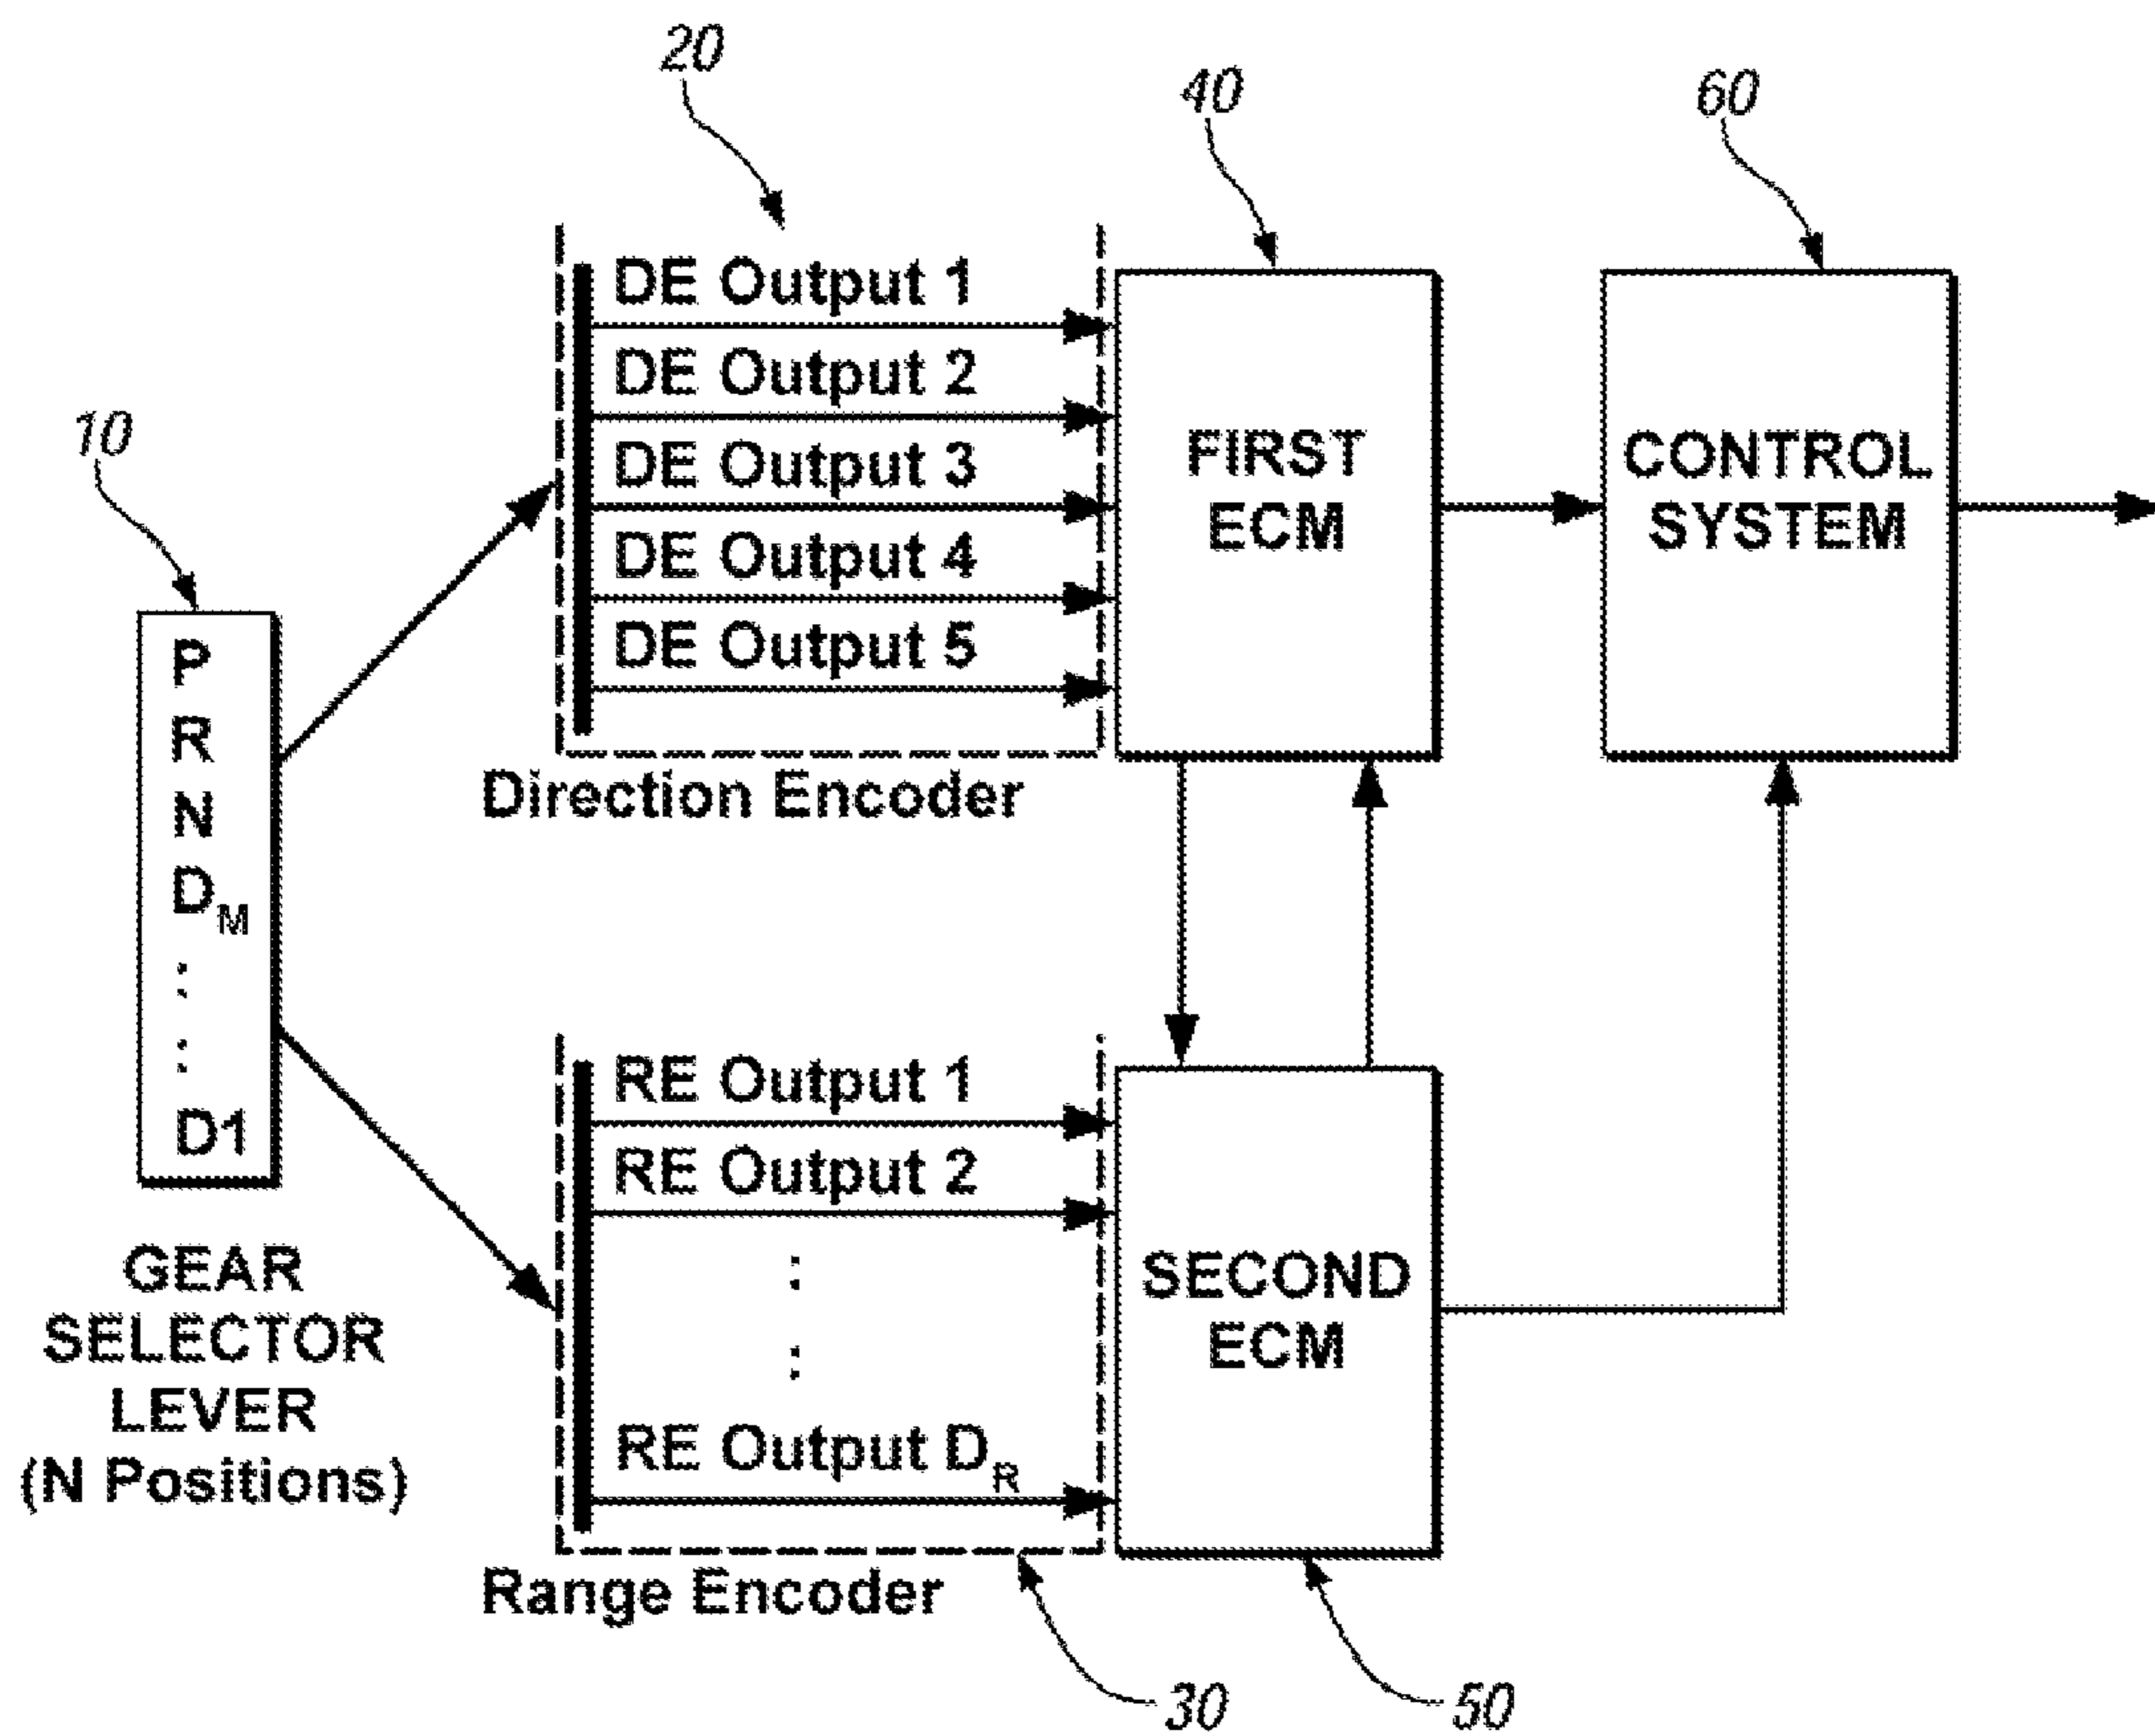 20
40
60
10
DE Output 1
DE Output 2
DE Output 3
DE Output 4
DE Output 5
Direction Encoder
FIRST
ECM
CONTROL
SYSTEM
P
R
N
D_M
.
.
.
.
D1
GEAR
SELECTOR
LEVER
(N Positions)
RE Output 1
RE Output 2
:
:
RE Output D_R
Range Encoder
SECOND
ECM
30
50